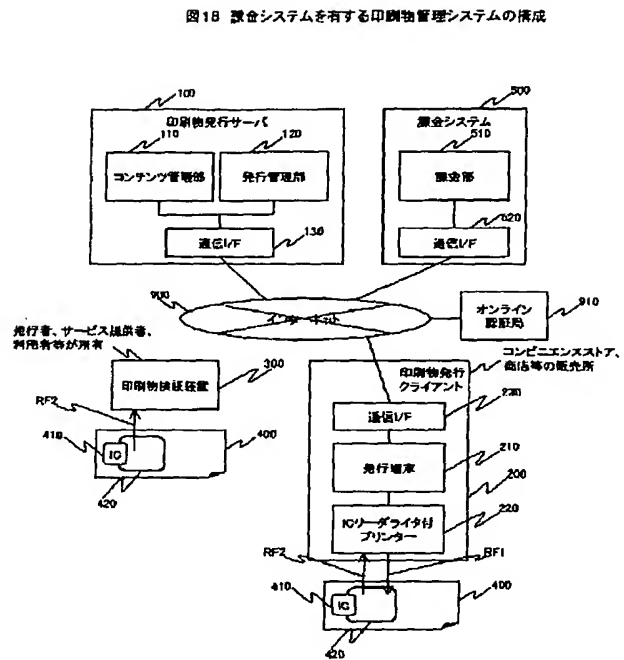 図18 課金システムを有する印刷物管理システムの構成
100
印刷物発行サーバ
110
120
コンテンツ管理部
発行管理部
130
通信I/F
500
課金システム
510
課金部
520
通信I/F
900
インターネット
オンライン
認証局
910
発行者、サービス提供者、
利用者等が所有
300
印刷物検証装置
RF2
410
IC
400
420
コンビニエンスストア、
商店等の販売所
印刷物発行
クライアント
230
通信I/F
210
発行端末
200
220
ICリーダライタ付
プリンター
RF2
RF1
410
IC
400
420